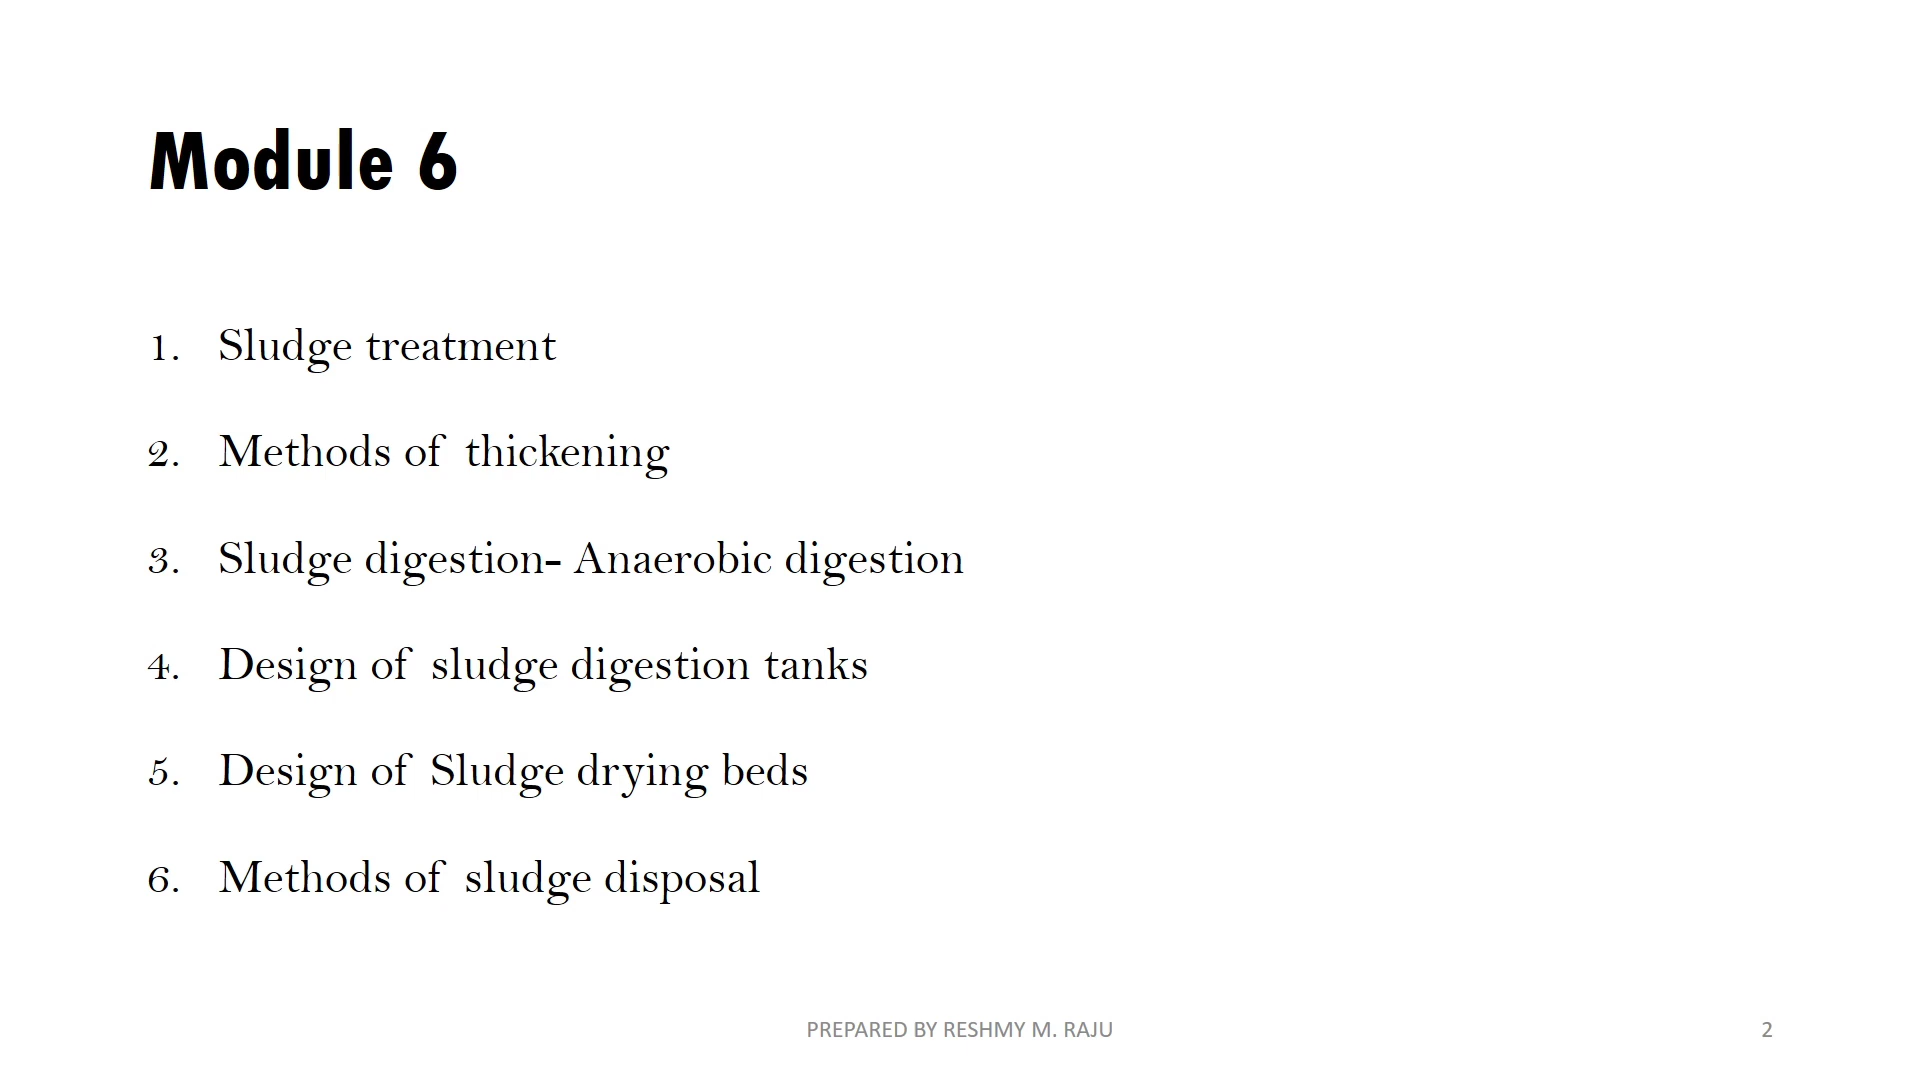 Module 6
1. Sludge treatment
2. Methods of thickening
3. Sludge digestion- Anaerobic digestion
4. Design of sludge digestion tanks
5. Design of Sludge drying beds
6. Methods of sludge disposal
PREPARED BY RESHMY M. RAJU
2